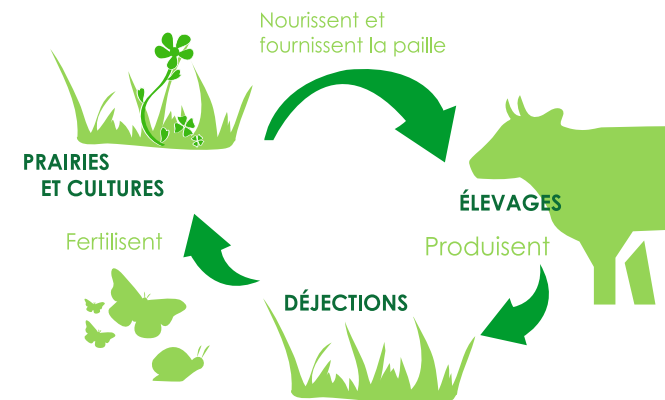 Nourissent et
fournissent la paille
PRAIRIES
ET CULTURES
ÉLEVAGES
Fertilisent
Produisent
DÉJECTIONS